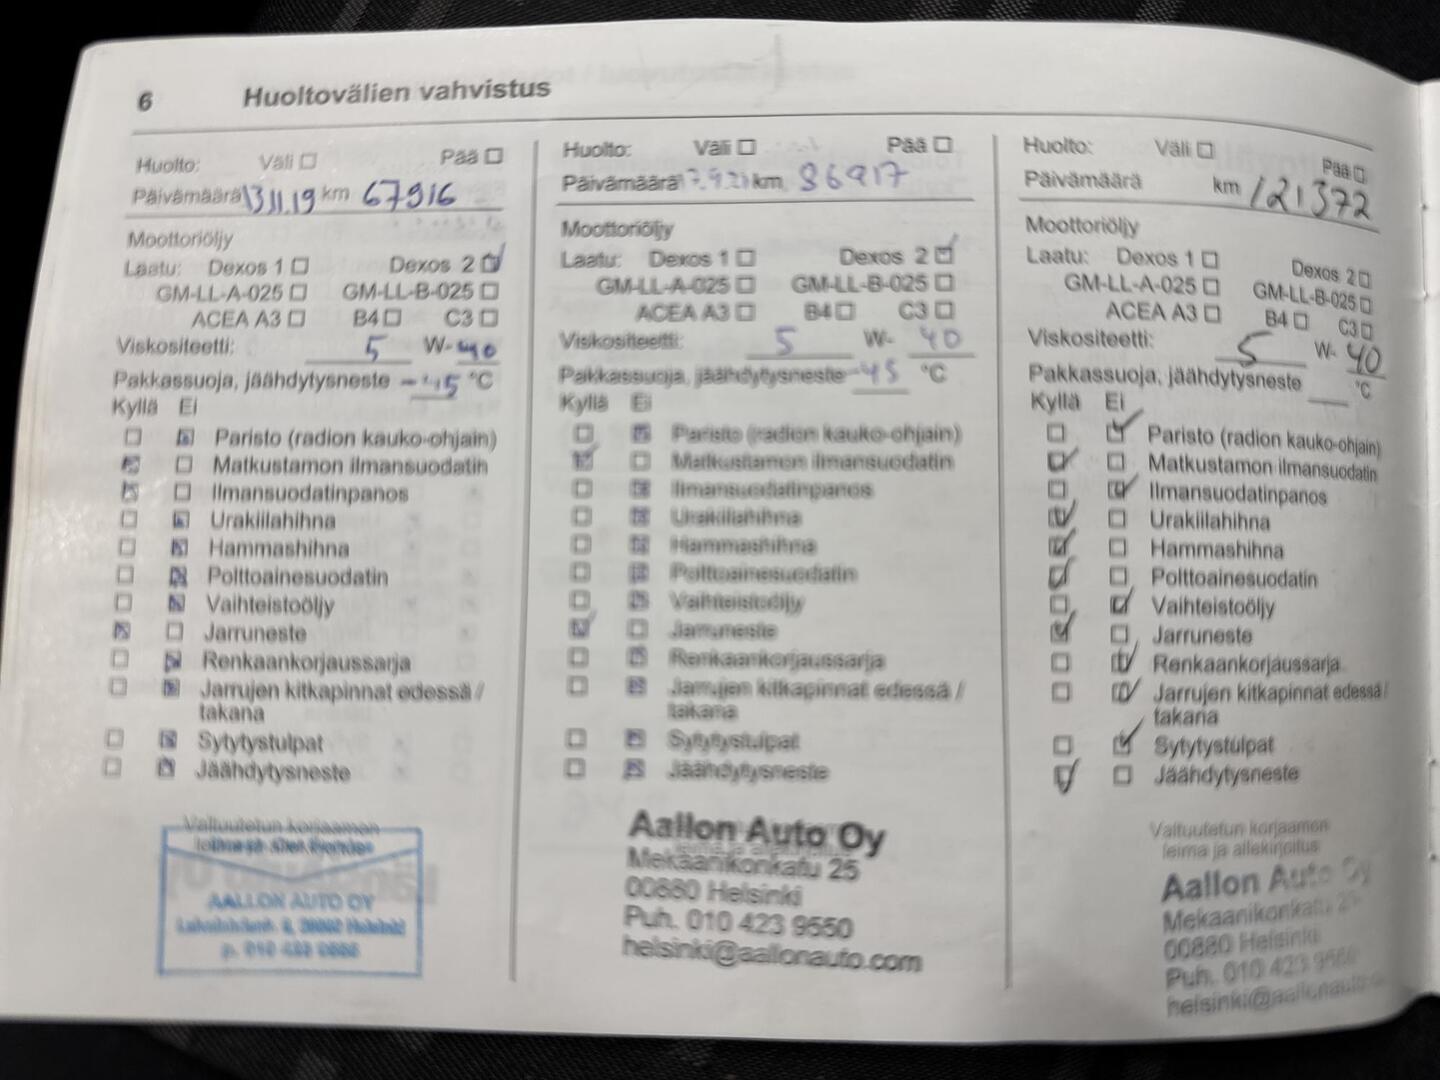 6 Huoltovälien vahvistus
Huolto: Väli Pää
Päivämäärä 13.11.19 km 67916
Moottoriöljy
Laatu: Dexos 1 Dexos 2
GM-LL-A-025 GM-LL-B-025
ACEA A3 B4 C3
Viskositeetti: 5 W- 40
Pakkassuoja, jäähdytysneste -45 °C
Kyllä Ei
Paristo (radion kauko-ohjain)
Matkustamon ilmansuodatin
Ilmansuodatinpanos
Urakiilahihna
Hammashihna
Polttoainesuodatin
Vaihteistoöljy
Jarruneste
Renkaankorjaussarja
Jarrujen kitkapinnat edessä /
takana
Sytytystulpat
Jäähdytysneste
Valtuutetun korjaamon
AALLON AUTO OY
Huolto: Väli Pää
Päivämäärä km 86917
Moottoriöljy
Laatu: Dexos 1 Dexos 2
GM-LL-A-025 GM-LL-B-025
ACEA A3 B4 C3
Viskositeetti: 5 W- 40
Pakkassuoja, jäähdytysneste -45 °C
Kyllä Ei
Paristo (radion kauko-ohjain)
Matkustamon ilmansuodatin
Ilmansuodatinpanos
Urakiilahihna
Hammashihna
Polttoainesuodatin
Vaihteistoöljy
Jarruneste
Renkaankorjaussarja
Jarrujen kitkapinnat edessä /
takana
Sytytystulpat
Jäähdytysneste
Aallon Auto Oy
Mekaanikonkatu 25
00880 Helsinki
Puh. 010 423 9550
helsinki@aallonauto.com
Huolto: Väli Pää
Päivämäärä km 121372
Moottoriöljy
Laatu: Dexos 1 Dexos 2
GM-LL-A-025 GM-LL-B-025
ACEA A3 B4 C3
Viskositeetti: 5 W- 40
Pakkassuoja, jäähdytysneste °C
Kyllä Ei
Paristo (radion kauko-ohjain)
Matkustamon ilmansuodatin
Ilmansuodatinpanos
Urakiilahihna
Hammashihna
Polttoainesuodatin
Vaihteistoöljy
Jarruneste
Renkaankorjaussarja
Jarrujen kitkapinnat edessä /
takana
Sytytystulpat
Jäähdytysneste
Valtuutetun korjaamon
leima ja allekirjoitus
Aallon Auto Oy
Mekaanikonkatu
00880 Helsinki
Puh. 010 423